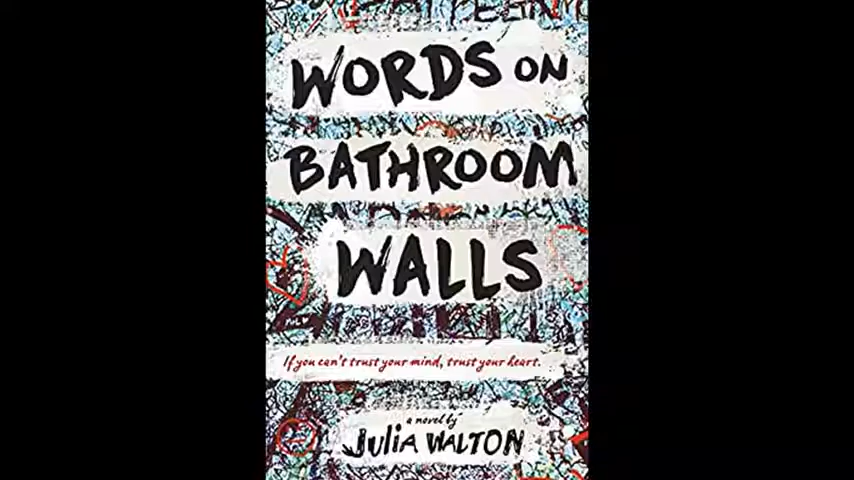 WORDS ON
BATHROOM
WALLS
If you can't trust your mind, trust your heart.
a novel by
JULIA WALTON